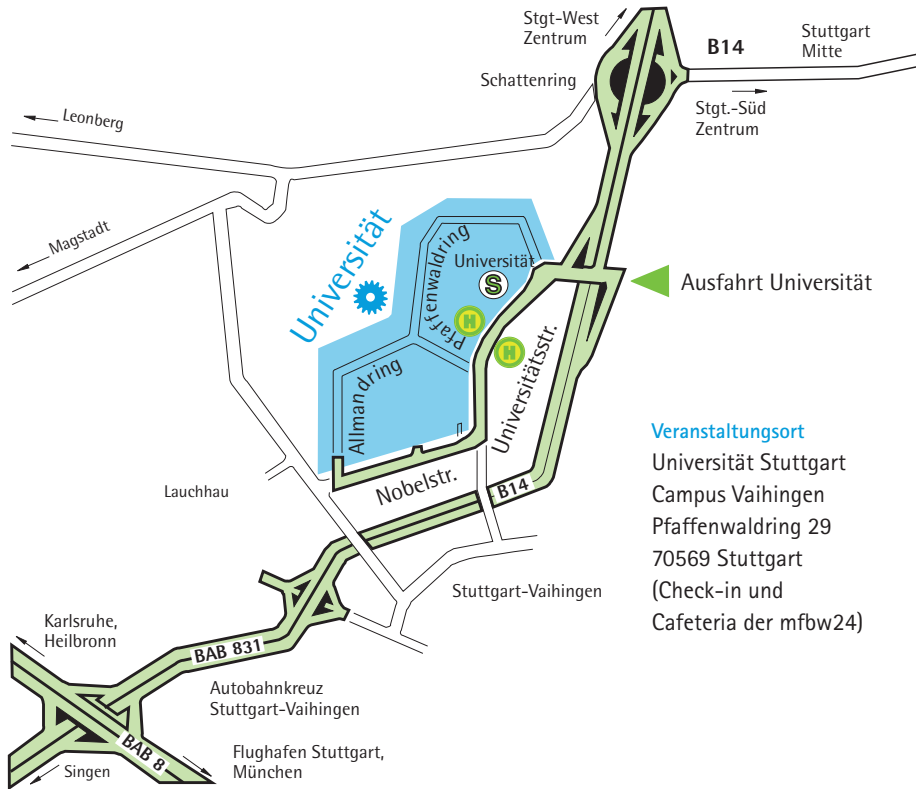 Stgt-West
Zentrum
B14
Stuttgart
Mitte
Schattenring
Stgt.-Süd
Zentrum
Leonberg
Magstadt
Universität
Pfaffenwaldring
Universität
S
H
H
Ausfahrt Universität
Allmandring
Universitätsstr.
Nobelstr.
B14
Lauchhau
Stuttgart-Vaihingen
Veranstaltungsort
Universität Stuttgart
Campus Vaihingen
Pfaffenwaldring 29
70569 Stuttgart
(Check-in und
Cafeteria der mfbw24)
Karlsruhe,
Heilbronn
BAB 831
Autobahnkreuz
Stuttgart-Vaihingen
BAB 8
Singen
Flughafen Stuttgart,
München